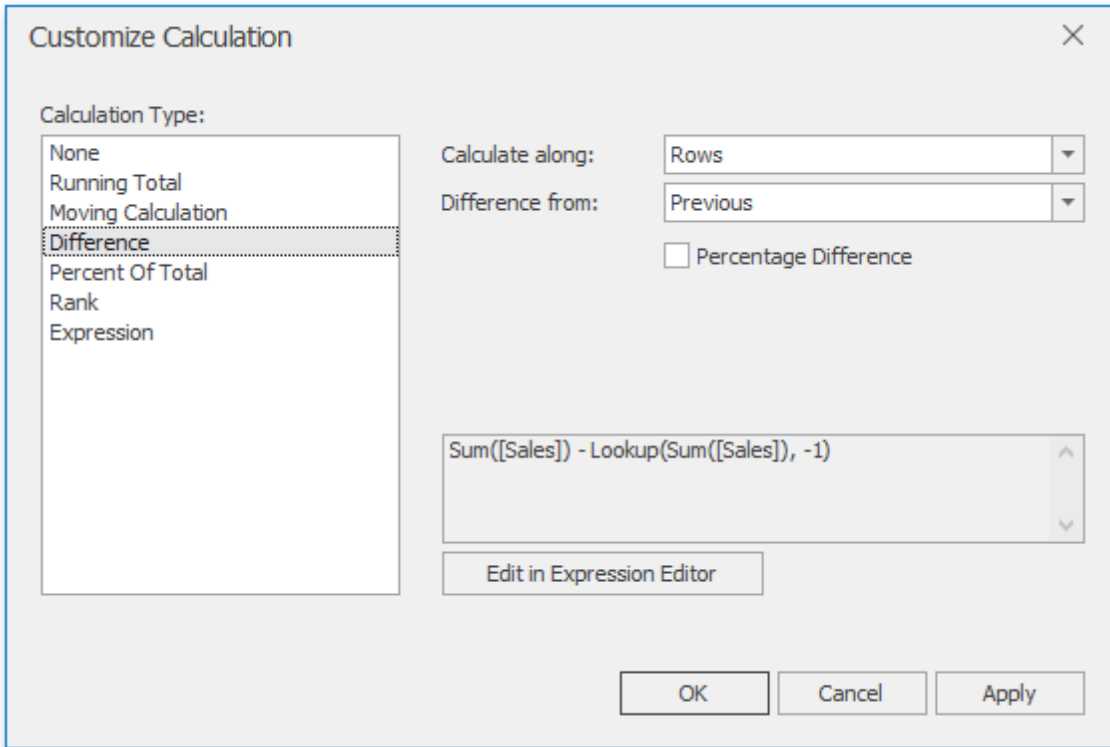 Customize Calculation
Calculation Type:
None
Running Total
Moving Calculation
Difference
Percent Of Total
Rank
Expression
Calculate along:
Rows
Difference from:
Previous
Percentage Difference
Sum([Sales]) - Lookup(Sum([Sales]), -1)
Edit in Expression Editor
OK
Cancel
Apply